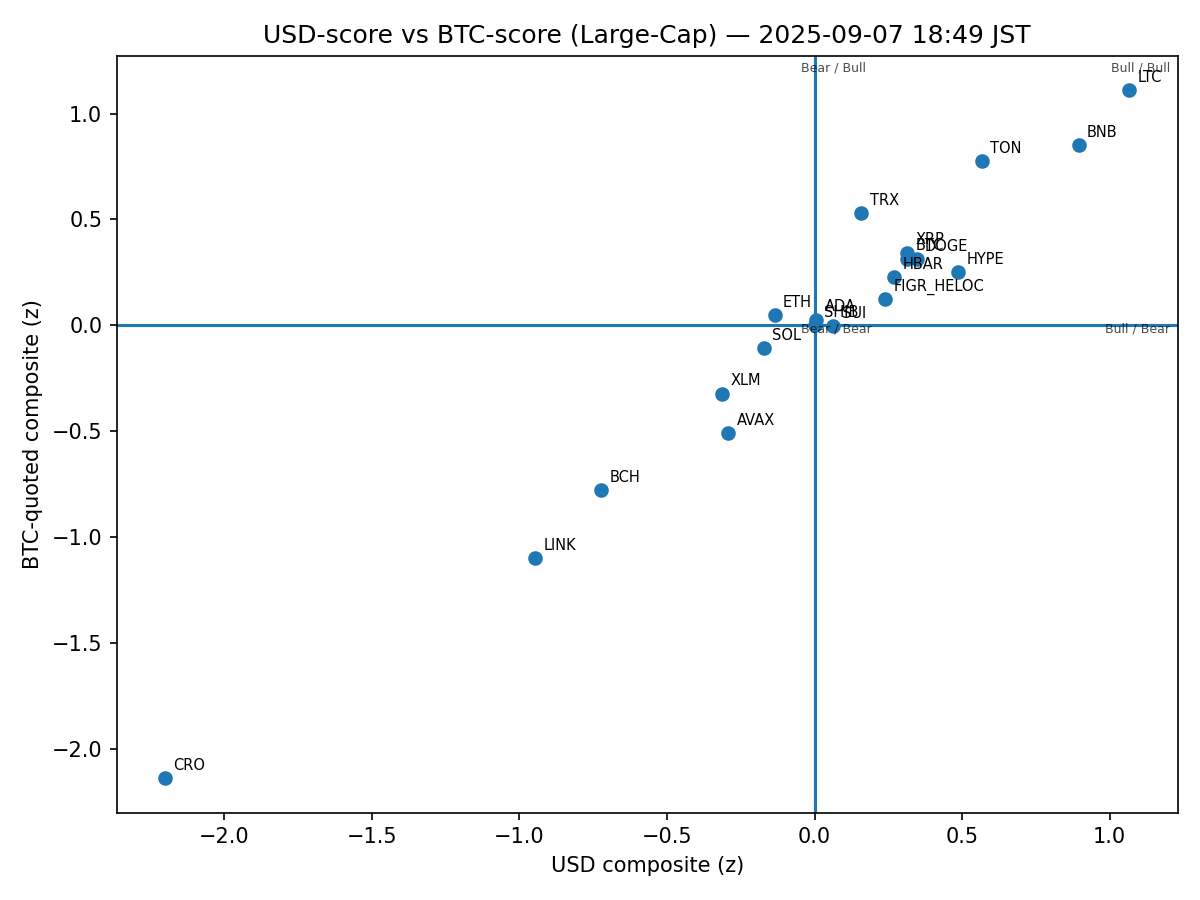 USD-score vs BTC-score (Large-Cap) — 2025-09-07 18:49 JST
Bear / Bull
Bull / Bull
LTC
1.0
BNB
TON
TRX
0.5
XRP
BTC
DOGE
HYPE
HBAR
FIGR_HELOC
ETH
ADA
SHIB
SUI
0.0
Bear / Bear
Bull / Bear
SOL
XLM
−0.5
AVAX
BCH
−1.0
LINK
−1.5
−2.0
CRO
−2.0
−1.5
−1.0
−0.5
0.0
0.5
1.0
USD composite (z)
BTC-quoted composite (z)